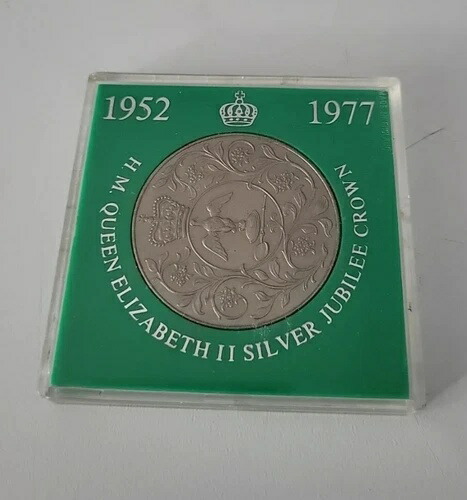 1952
1977
H M. QUEEN ELIZABETH II SILVER JUBILEE CROWN